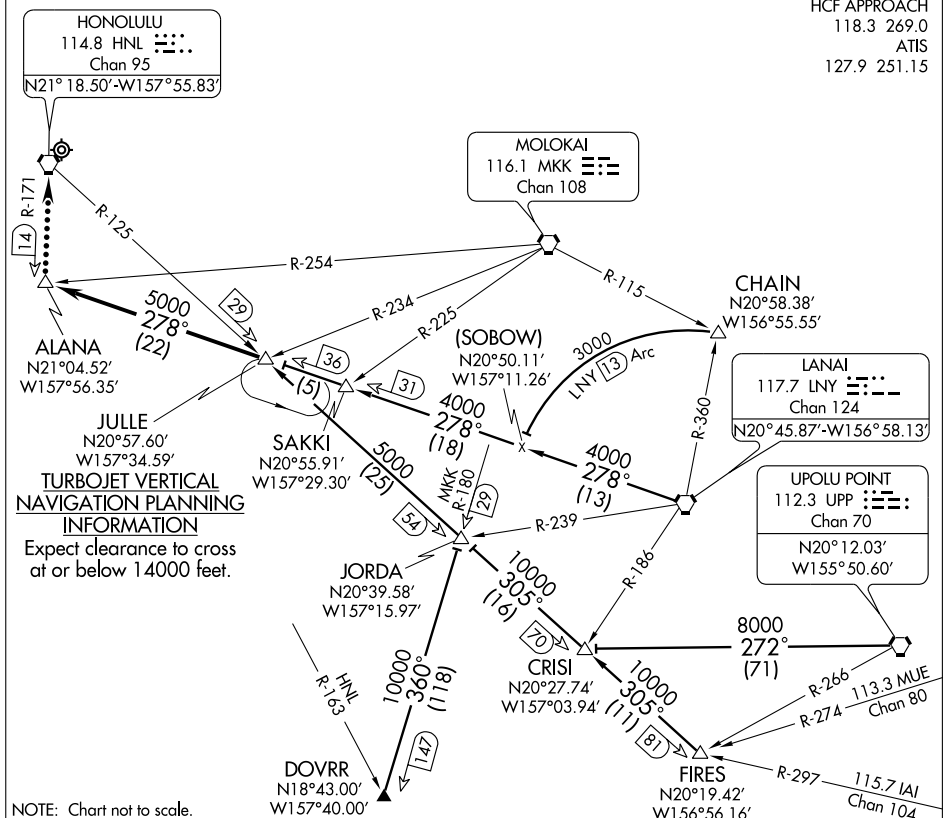 HCF APPROACH
118.3 269.0
ATIS
127.9 251.15
HONOLULU
114.8 HNL
Chan 95
N21° 18.50'-W157°55.83'
MOLOKAI
116.1 MKK
Chan 108
R-171
14
R-125
R-254
R-234
R-225
R-115
CHAIN
N20°58.38'
W156°55.55'
5000
278°
(22)
29
ALANA
N21°04.52'
W157°56.35'
36
(5)
31
(SOBOW)
N20°50.11'
W157°11.26'
3000
LNY 13 Arc
LANAI
117.7 LNY
Chan 124
N20°45.87'-W156°58.13'
R-360
JULLE
N20°57.60'
W157°34.59'
SAKKI
N20°55.91'
W157°29.30'
4000
278°
(18)
4000
278°
(13)
5000
(25)
MKK
R-180
29
54
R-239
R-186
UPOLU POINT
112.3 UPP
Chan 70
N20°12.03'
W155°50.60'
TURBOJET VERTICAL
NAVIGATION PLANNING
INFORMATION
Expect clearance to cross
at or below 14000 feet.
JORDA
N20°39.58'
W157°15.97'
10000
305°
(16)
70
CRISI
N20°27.74'
W157°03.94'
8000
272°
(71)
HNL
R-163
10000
360°
(118)
147
10000
305°
(11)
81
R-266
R-274
113.3 MUE
Chan 80
DOVRR
N18°43.00'
W157°40.00'
FIRES
N20°19.42'
W156°56.16'
R-297
115.7 IAI
Chan 104
NOTE: Chart not to scale.